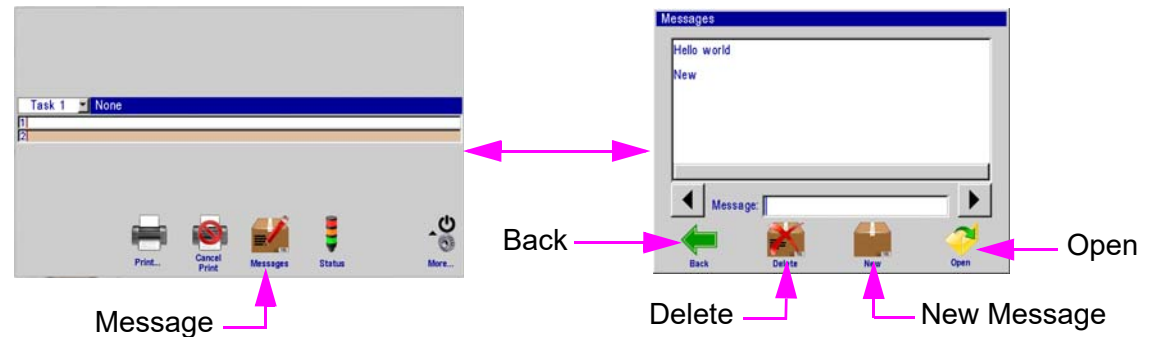 Task 1 None
1
2
Print...
Cancel
Print
Messages
Status
More...
Message
Messages
Hello world
New
Message:
Back
Delete
New
Open
Back
Open
Delete
New Message